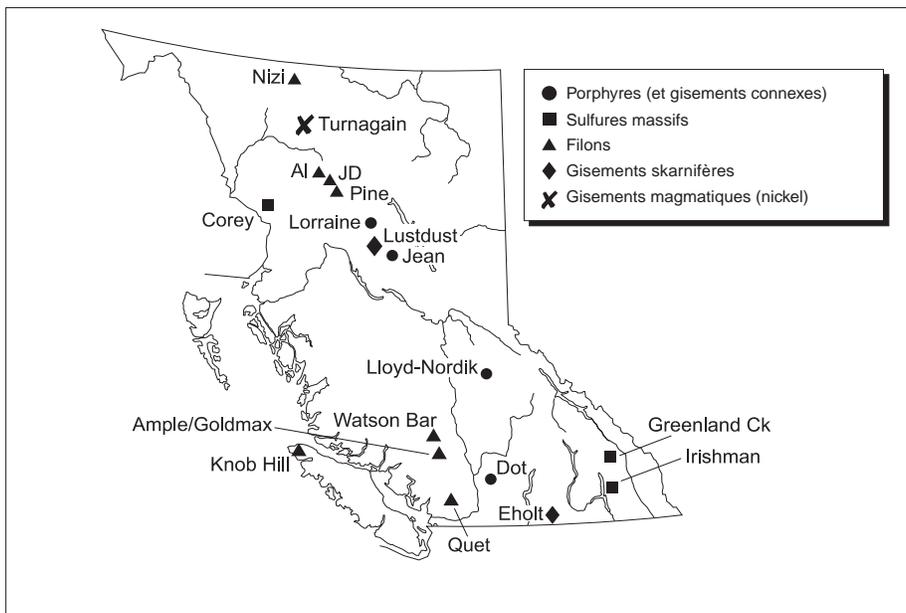 Nizi
Turnagain
Al
JD
Pine
Corey
Lorraine
Lustdust
Jean
Porphyres (et gisements connexes)
Sulfures massifs
Filons
Gisements skarnifères
Gisements magmatiques (nickel)
Lloyd-Nordik
Ample/Goldmax
Watson Bar
Greenland Ck
Irishman
Knob Hill
Dot
Eholt
Quet